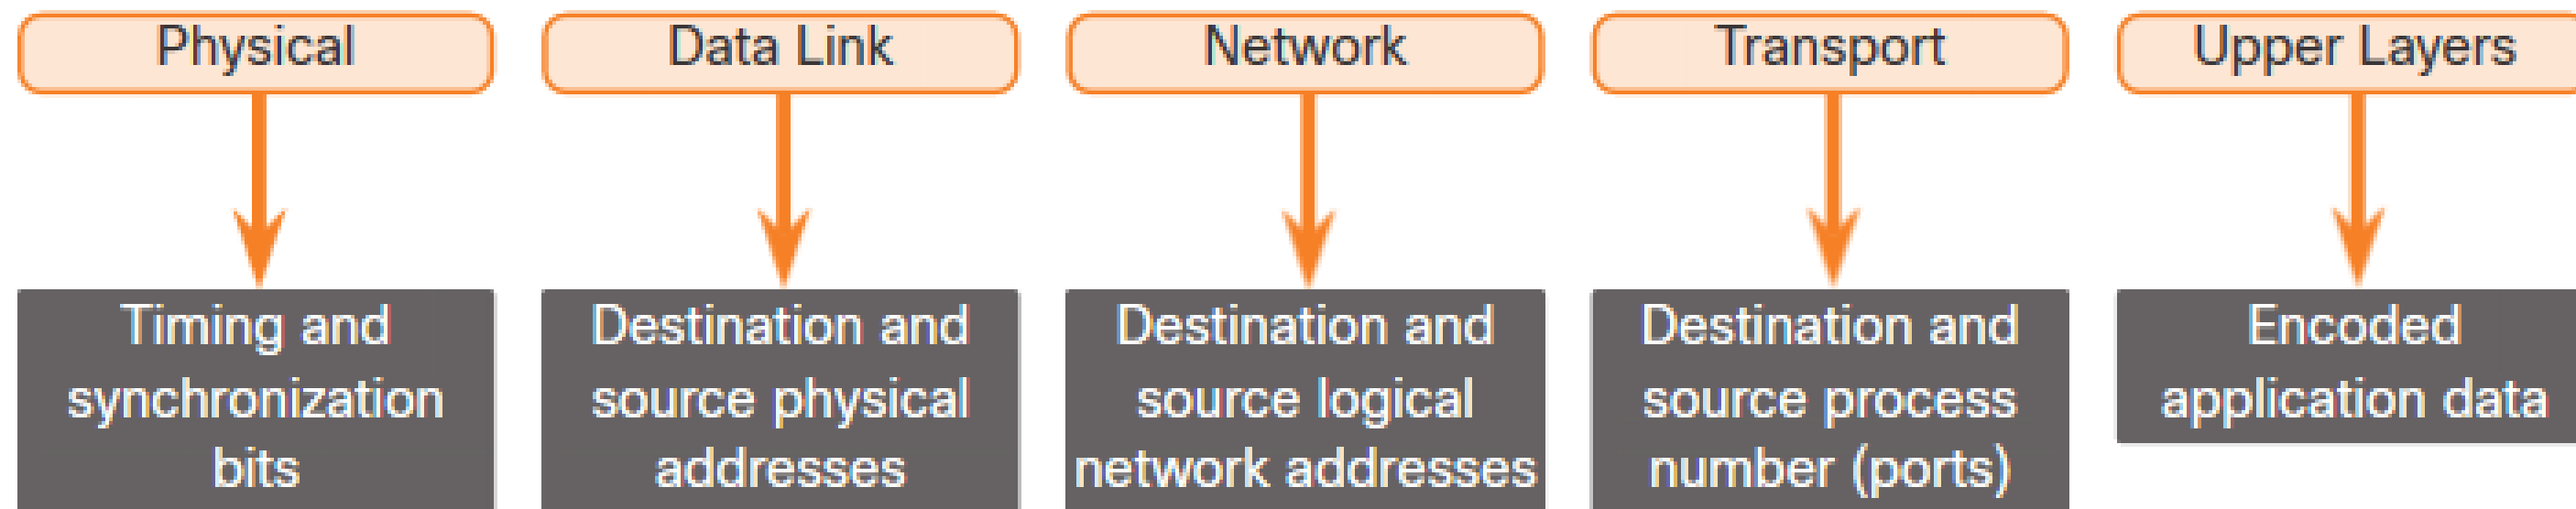 Physical
Timing and
synchronization
bits
Data Link
Destination and
source physical
addresses
Network
Destination and
source logical
network addresses
Transport
Destination and
source process
number (ports)
Upper Layers
Encoded
application data